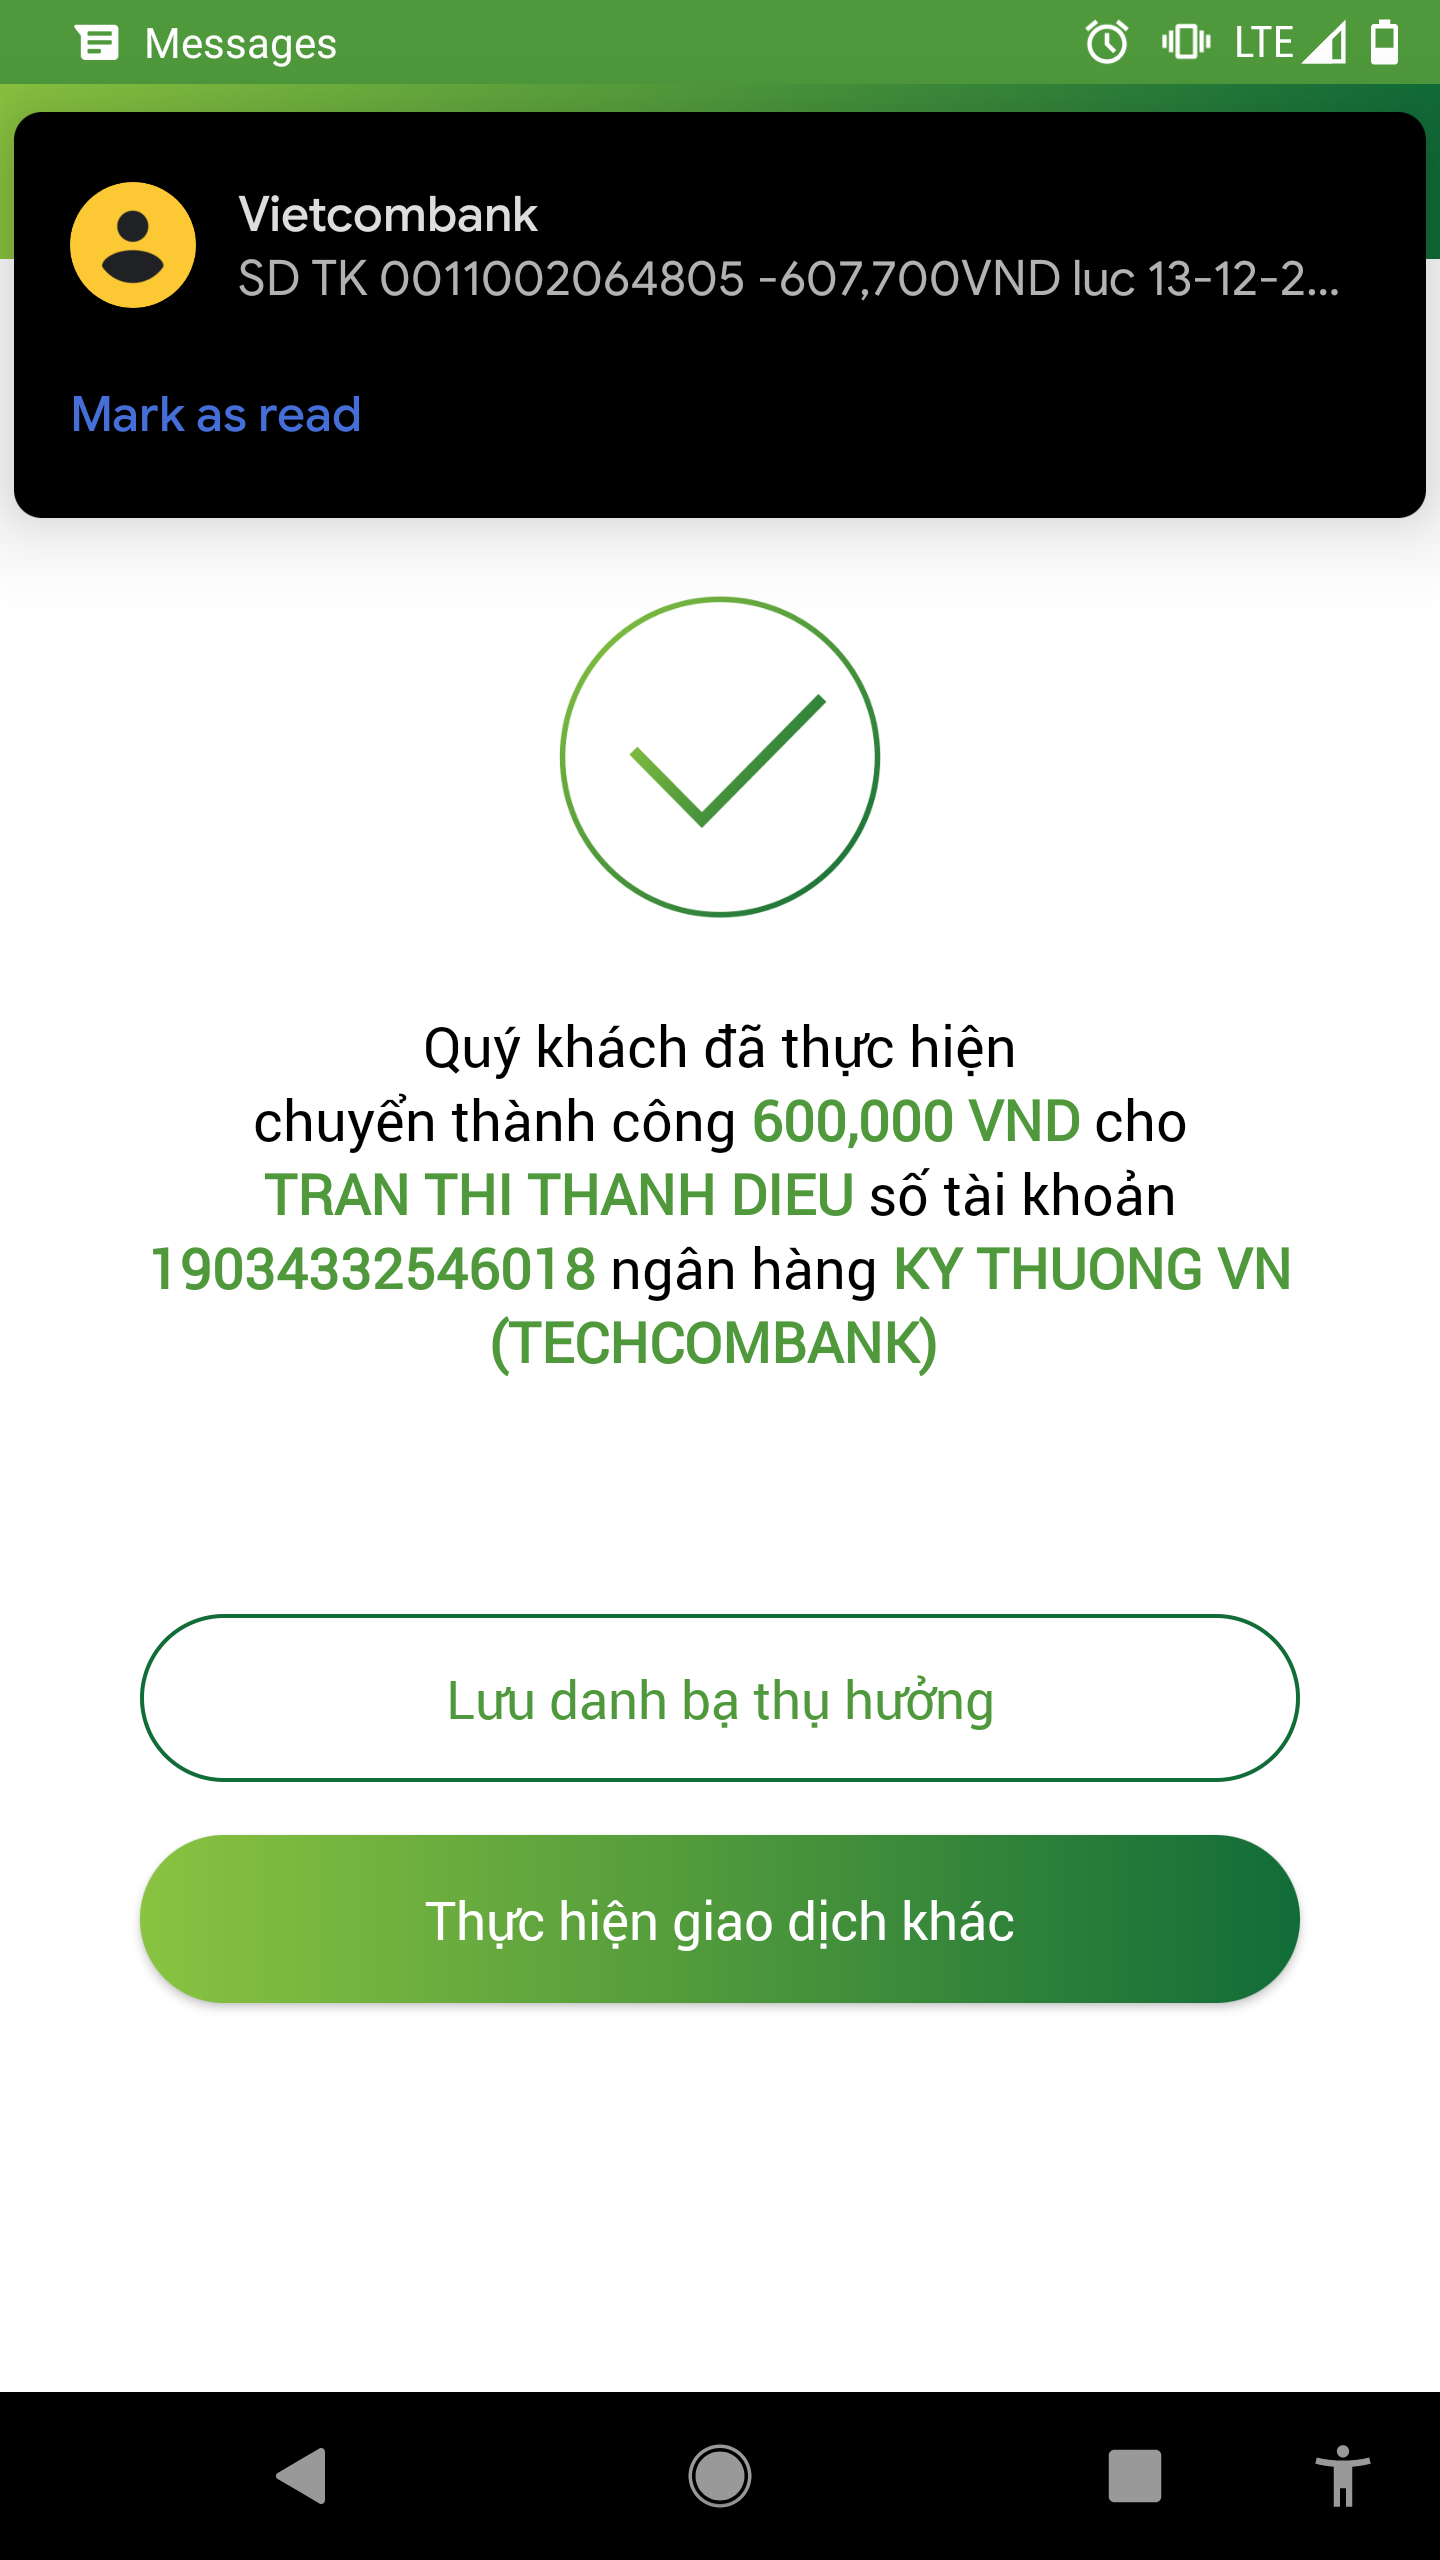 Messages
LTE
Vietcombank
SD TK 0011002064805 -607,700VND luc 13-12-2...
Mark as read
Quý khách đã thực hiện
chuyển thành công 600,000 VND cho
TRAN THI THANH DIEU số tài khoản
19034332546018 ngân hàng KY THUONG VN
(TECHCOMBANK)
Lưu danh bạ thụ hưởng
Thực hiện giao dịch khác